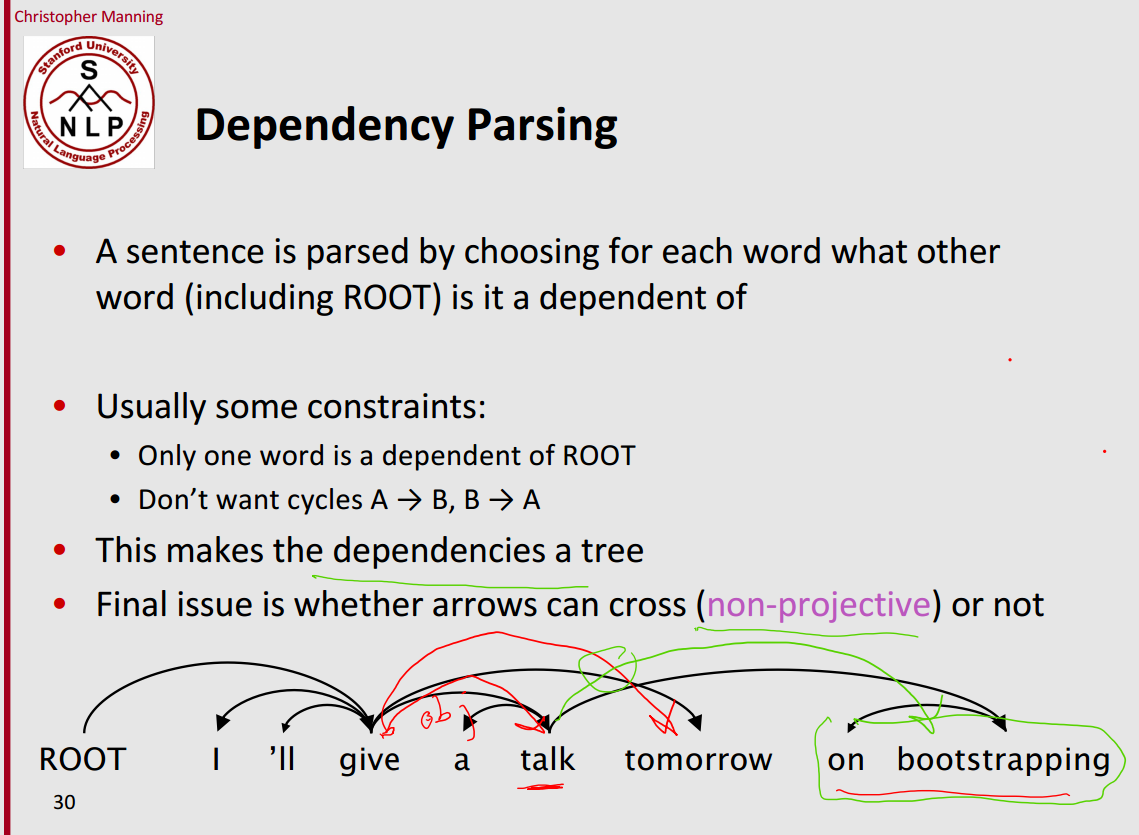 Christopher Manning
Stanford University
S
N L P
Natural Language Processing
Dependency Parsing
• A sentence is parsed by choosing for each word what other
word (including ROOT) is it a dependent of
• Usually some constraints:
• Only one word is a dependent of ROOT
• Don’t want cycles A → B, B → A
• This makes the dependencies a tree
• Final issue is whether arrows can cross (non-projective) or not
?
ob j
ROOT I ’ll give a talk tomorrow on bootstrapping
30